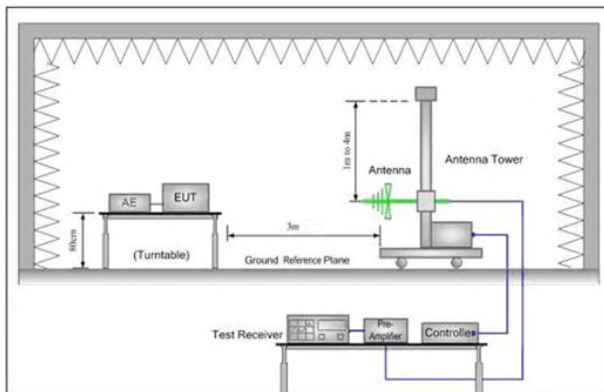 1m to 4m
Antenna
Antenna Tower
AE
EUT
80cm
(Turntable)
3m
Ground Reference Plane
Test Receiver
Pre-
Amplifier
Controller